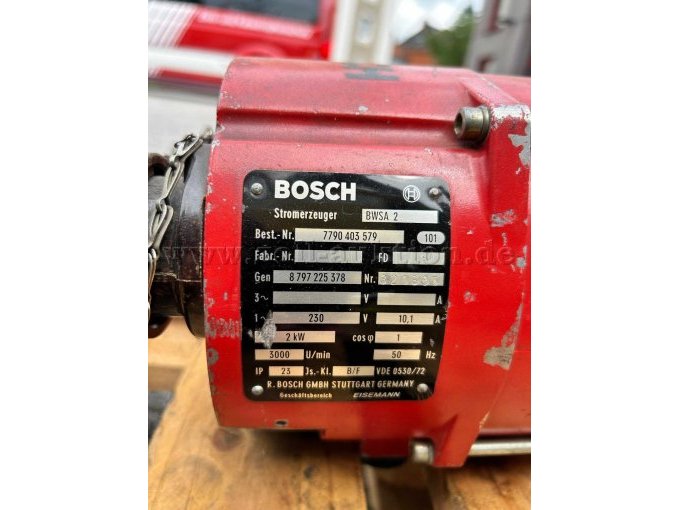 BOSCH
Stromerzeuger BWSA 2
Best.-Nr. 7790 403 579 101
Fabr.-Nr. FD
Gen 8 797 225 378 Nr.
3~ V A
1~ 230 V 10,1 A
2 kW cos φ 1
3000 U/min 50 Hz
IP 23 Js.-Kl. B/F VDE 0530/72
R. BOSCH GMBH STUTTGART GERMANY
Geschäftsbereich EISEMANN